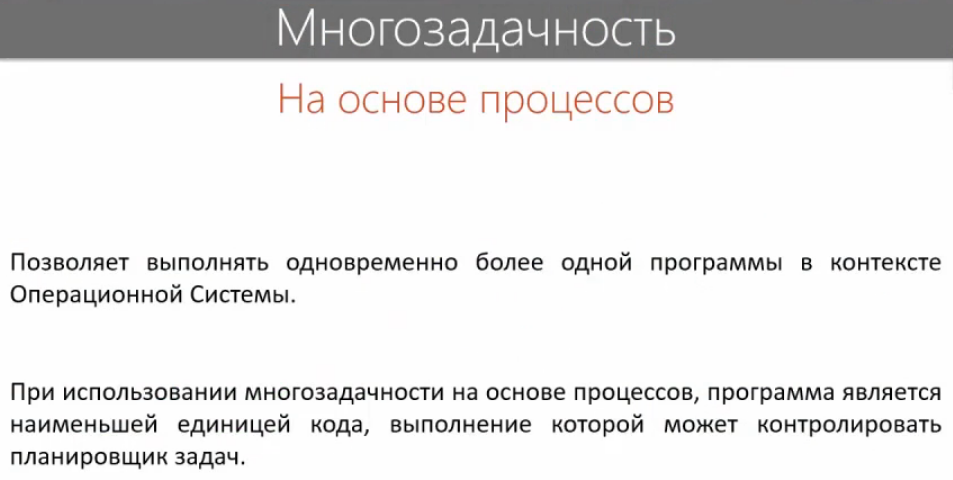 Многозадачность
На основе процессов
Позволяет выполнять одновременно более одной программы в контексте
Операционной Системы.
При использовании многозадачности на основе процессов, программа является
наименьшей единицей кода, выполнение которой может контролировать
планировщик задач.